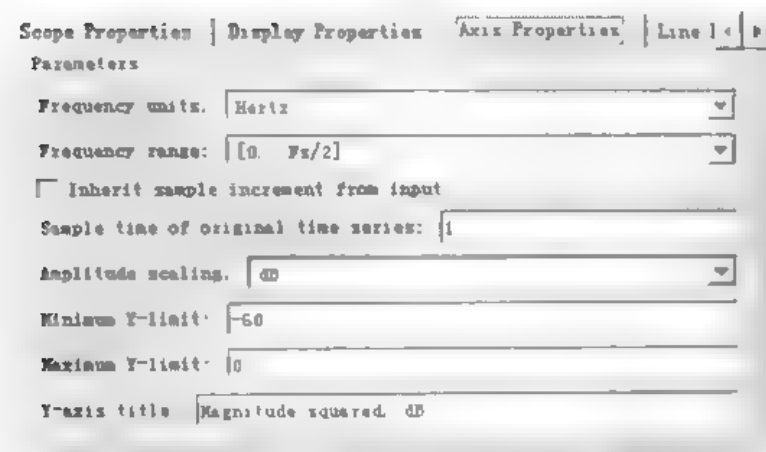 Scope Properties Display Properties Axis Properties Line
Parameters
Frequency units: Hertz
Frequency range: [0. Fs/2]
Inherit sample increment from input
Sample time of original time series: 1
Amplitude scaling: dB
Minimum Y-limit: -60
Maximum Y-limit: 0
Y-axis title Magnitude squared, dB